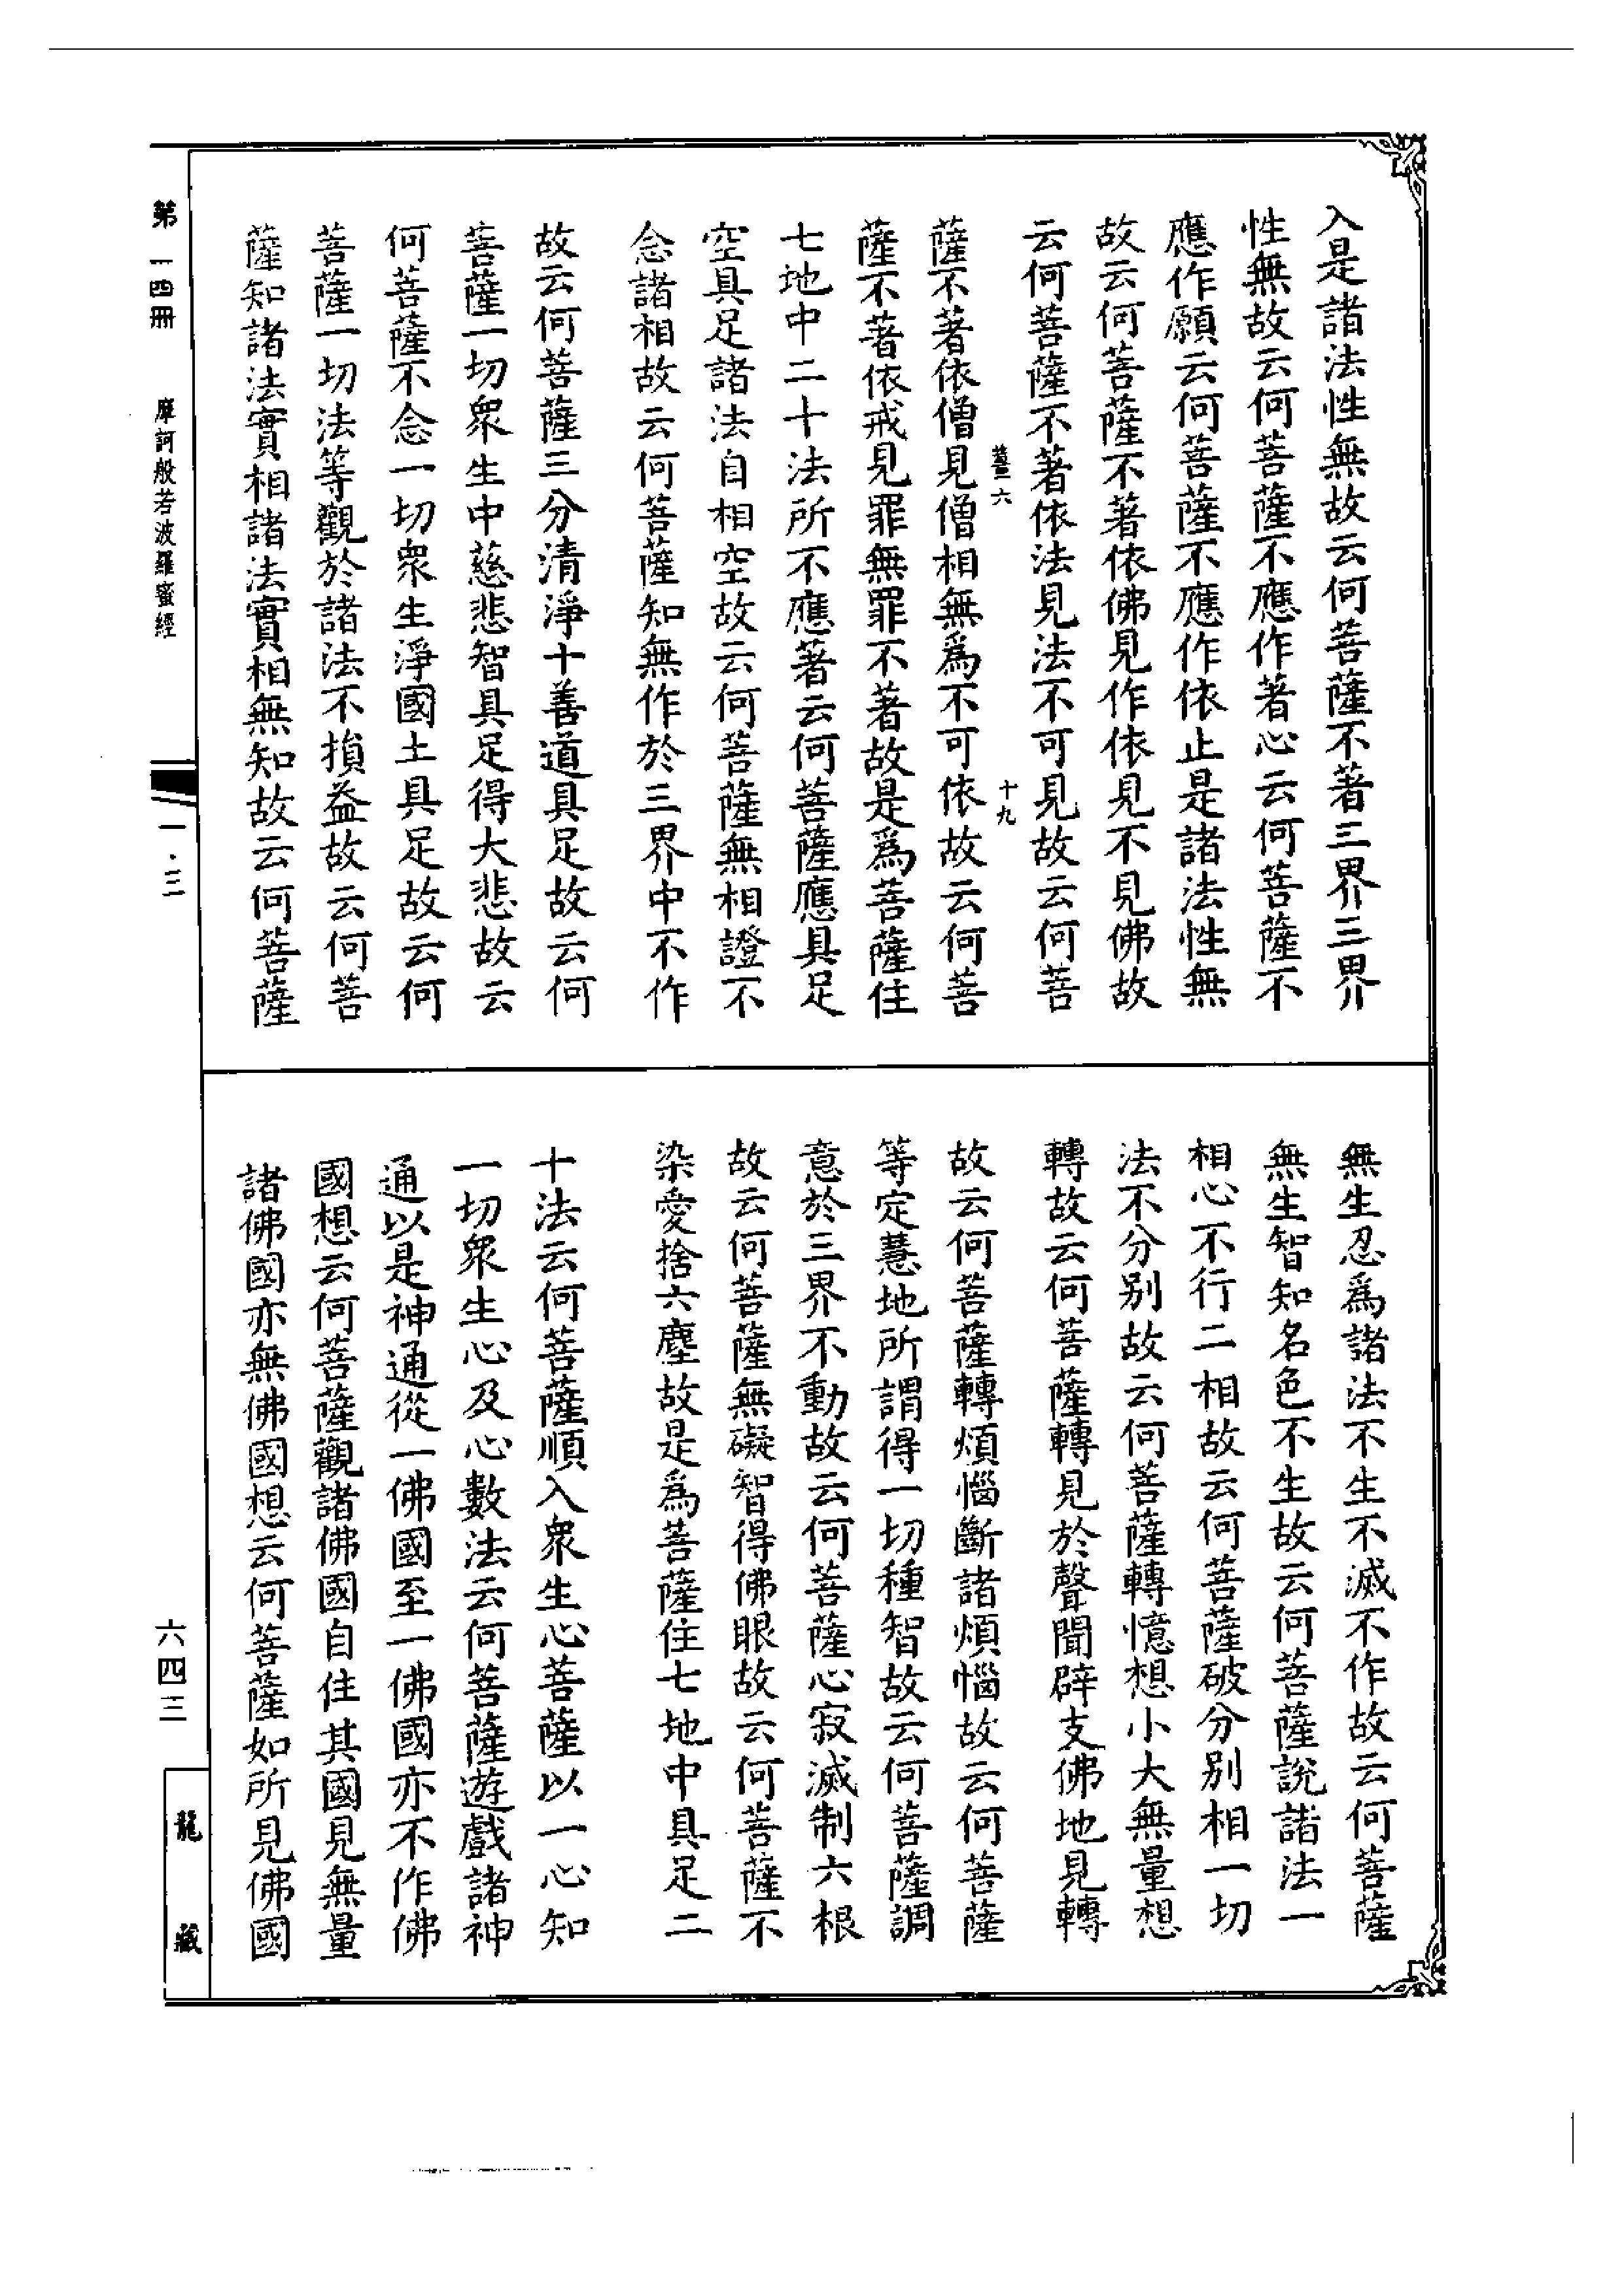 入是諸法性無故云何菩薩不著三界三界
性無故云何菩薩不應作著心云何菩薩不
應作願云何菩薩不應作依止是諸法性無
故云何菩薩不著依佛見作依見不見佛故
云何菩薩不著依法見法不可見故云何菩
薩不著依僧見僧相無為不可依故云何菩
薩不著依戒見罪無罪不著故是為菩薩住
七地中二十法所不應著云何菩薩應具足
空具足諸法自相空故云何菩薩無相證不
念諸相故云何菩薩知無作於三界中不作
故云何菩薩三分清淨十善道具足故云何
菩薩一切眾生中慈悲智具足得大悲故云
何菩薩不念一切眾生淨國土具足故云何
菩薩一切法等觀於諸法不損益故云何菩
薩知諸法實相諸法實相無知故云何菩薩
無生忍為諸法不生不滅不作故云何菩薩
無生智知名色不生故云何菩薩說諸法一
相心不行二相故云何菩薩破分別相一切
法不分別故云何菩薩轉憶想小大無量想
轉故云何菩薩轉見於聲聞辟支佛地見轉
故云何菩薩轉煩惱斷諸煩惱故云何菩薩
等定慧地所謂得一切種智故云何菩薩調
意於三界不動故云何菩薩心寂滅制六根
故云何菩薩無礙智得佛眼故云何菩薩不
染愛捨六塵故是為菩薩住七地中具足二
十法云何菩薩順入眾生心菩薩以一心知
一切眾生心及心數法云何菩薩遊戲諸神
通以是神通從一佛國至一佛國亦不作佛
國想云何菩薩觀諸佛國自住其國見無量
諸佛國亦無佛國想云何菩薩如所見佛國
六
十九
第一四冊
摩訶般若波羅蜜經
一·三
六四三
龍藏